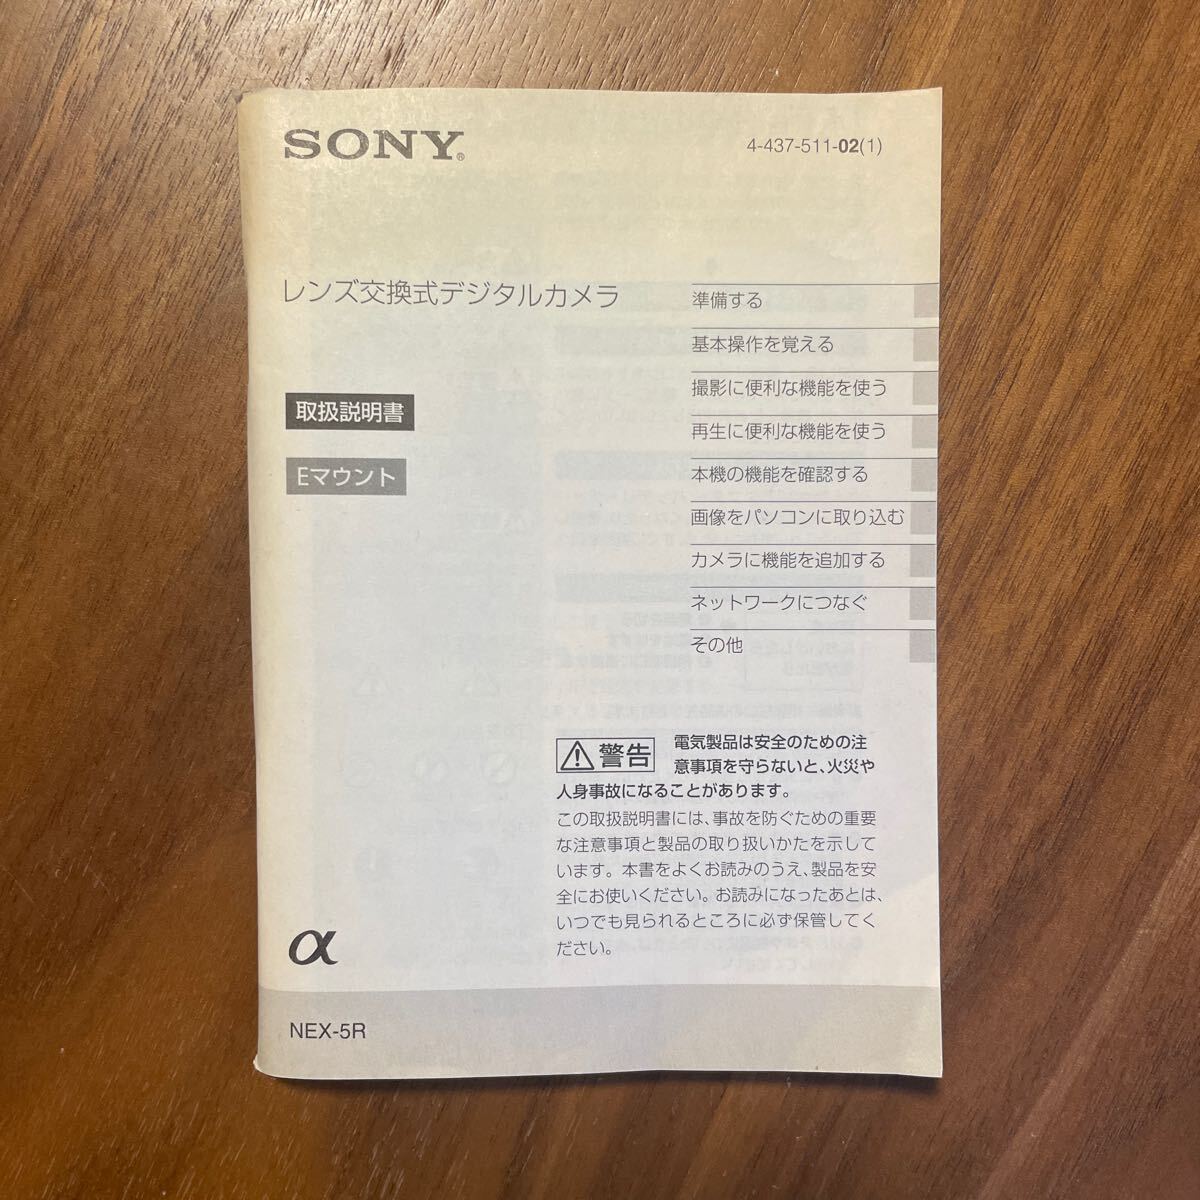 SONY®
4-437-511-02(1)
レンズ交換式デジタルカメラ
取扱説明書
Eマウント
準備する
基本操作を覚える
撮影に便利な機能を使う
再生に便利な機能を使う
本機の機能を確認する
画像をパソコンに取り込む
カメラに機能を追加する
ネットワークにつなぐ
その他
警告 電気製品は安全のための注
意事項を守らないと、火災や
人身事故になることがあります。
この取扱説明書には、事故を防ぐための重要
な注意事項と製品の取り扱いかたを示して
います。本書をよくお読みのうえ、製品を安
全にお使いください。お読みになったあとは、
いつでも見られるところに必ず保管してく
ださい。
α
NEX-5R